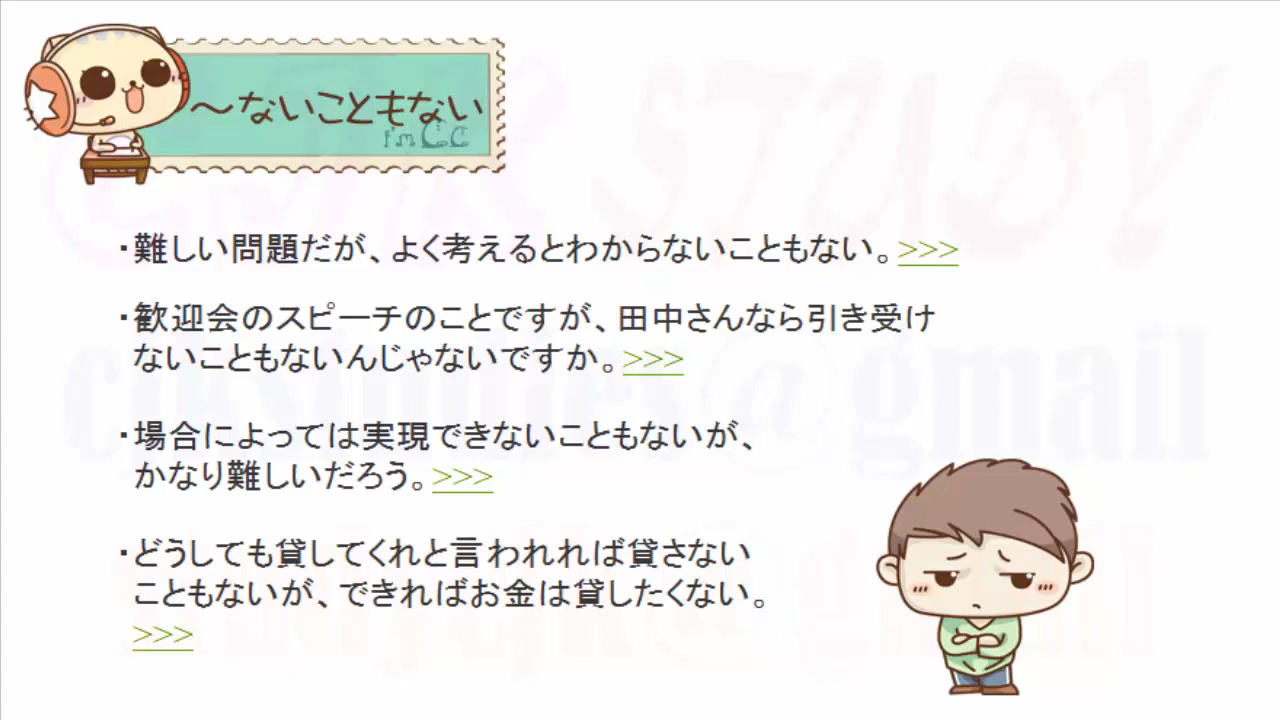 ～ないこともない
I'm CC
CJK STUDY
・難しい問題だが、よく考えるとわからないこともない。>>>
・歓迎会のスピーチのことですが、田中さんなら引き受け
ないこともないんじゃないですか。>>>
cjkstudies@gmail
・場合によっては実現できないこともないが、
かなり難しいだろう。>>>
・どうしても貸してくれと言われれば貸さない
こともないが、できればお金は貸したくない。
>>>